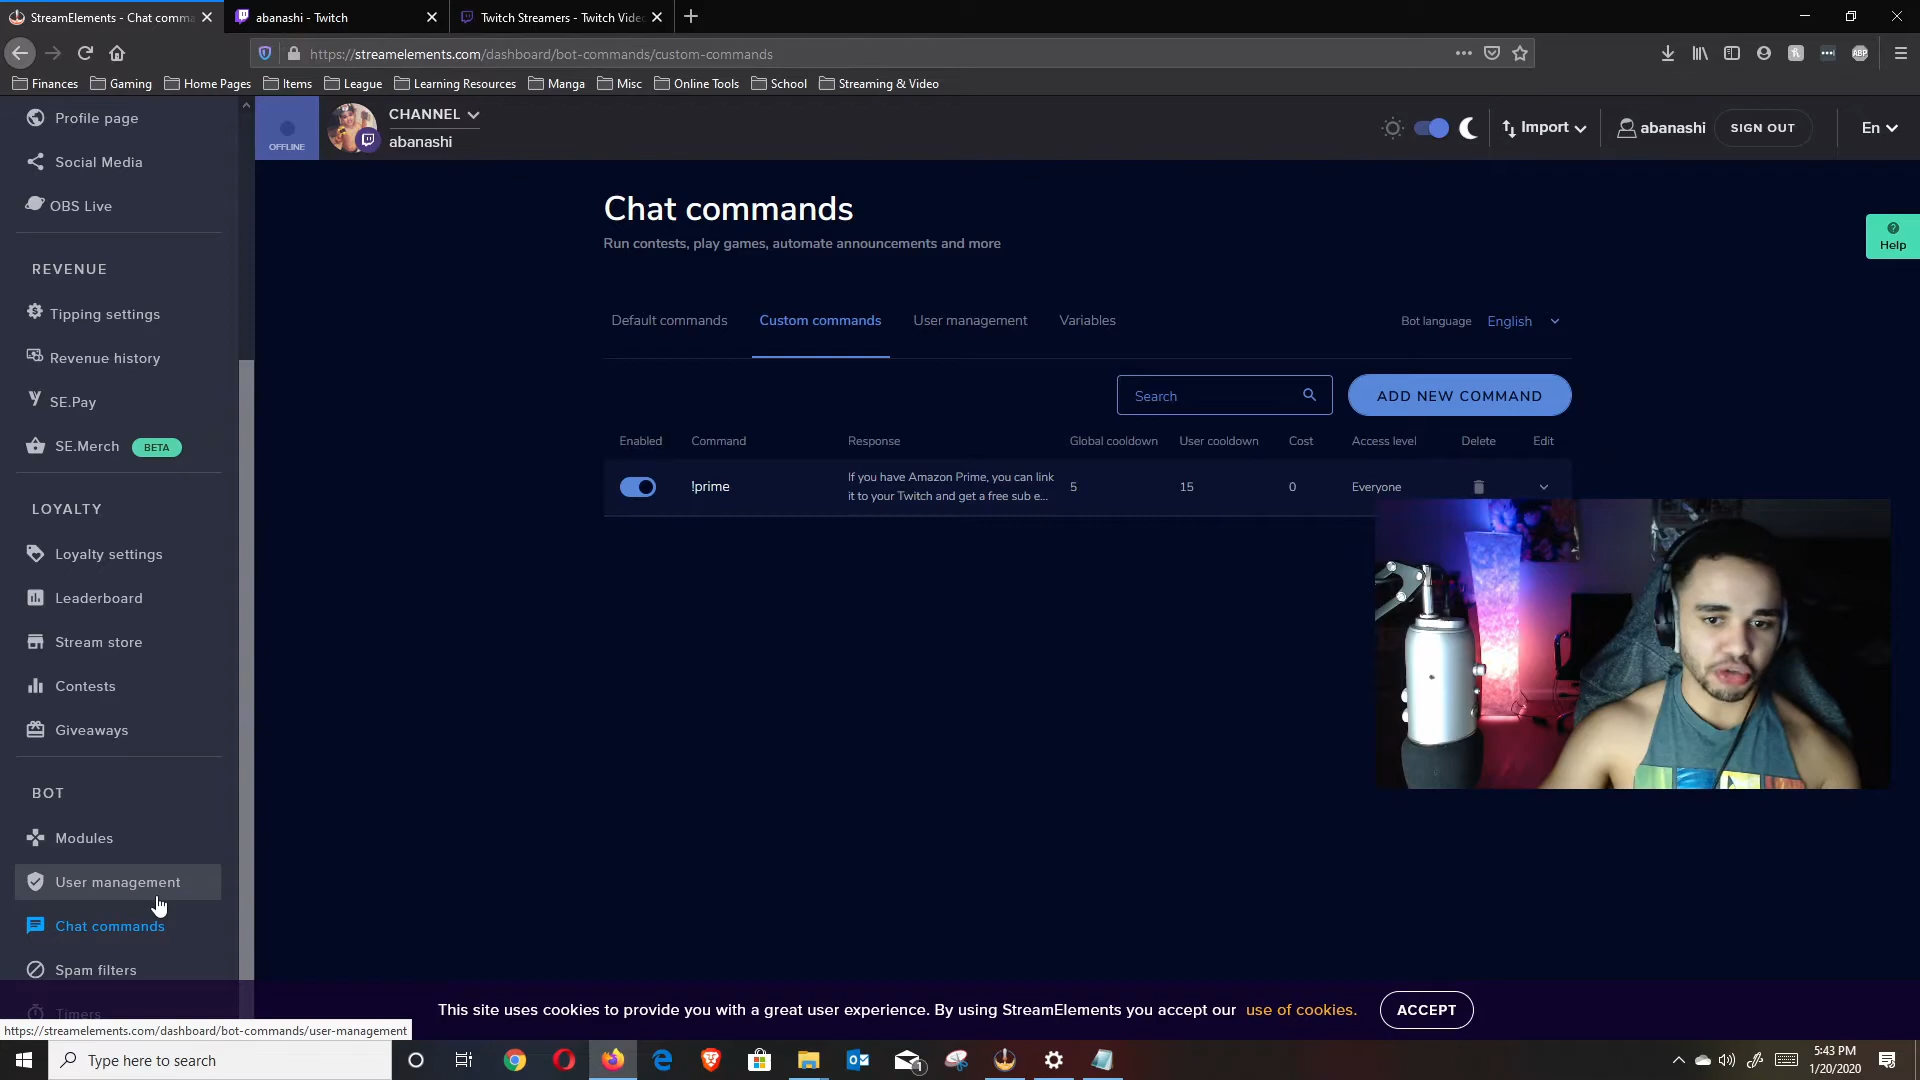 StreamElements - Chat comma
abanashi - Twitch
Twitch Streamers - Twitch Vide
https://streamelements.com/dashboard/bot-commands/custom-commands
Finances
Gaming
Home Pages
Items
League
Learning Resources
Manga
Misc
Online Tools
School
Streaming & Video
Profile page
Social Media
OBS Live
REVENUE
Tipping settings
Revenue history
SE.Pay
SE.Merch BETA
LOYALTY
Loyalty settings
Leaderboard
Stream store
Contests
Giveaways
BOT
Modules
User management
Chat commands
Spam filters
Timers
OFFLINE
CHANNEL
abanashi
Import
abanashi
SIGN OUT
En
Chat commands
Run contests, play games, automate announcements and more
Help
Default commands
Custom commands
User management
Variables
Bot language
English
Search
ADD NEW COMMAND
Enabled Command Response Global cooldown User cooldown Cost Access level Delete Edit
!prime
If you have Amazon Prime, you can link
it to your Twitch and get a free sub e...
5 15 0 Everyone
This site uses cookies to provide you with a great user experience. By using StreamElements you accept our use of cookies.
ACCEPT
https://streamelements.com/dashboard/bot-commands/user-management
Type here to search
1
5:43 PM
1/20/2020